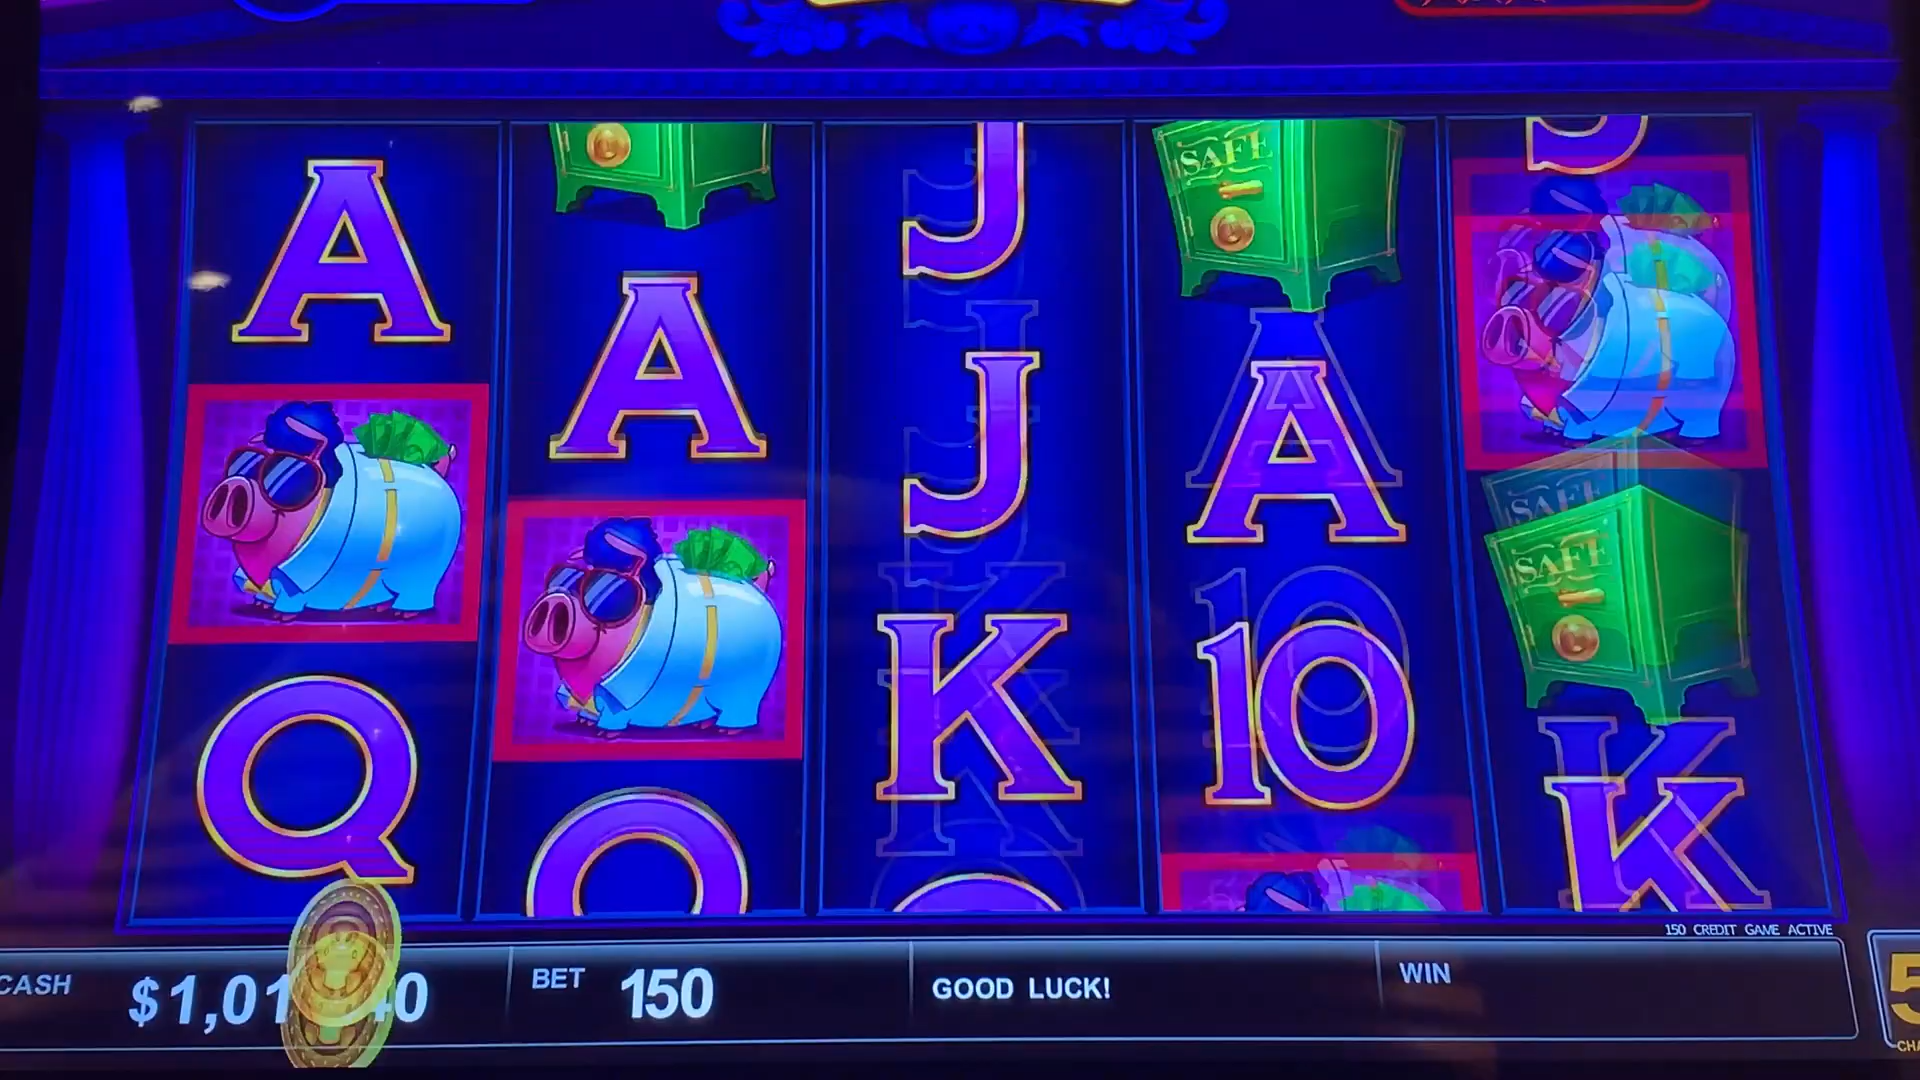 A
A
Q
A
Q
J
J
K
SAFE
A
10
SAFE
K
150 CREDIT GAME ACTIVE
CASH
BET 150
GOOD LUCK!
WIN